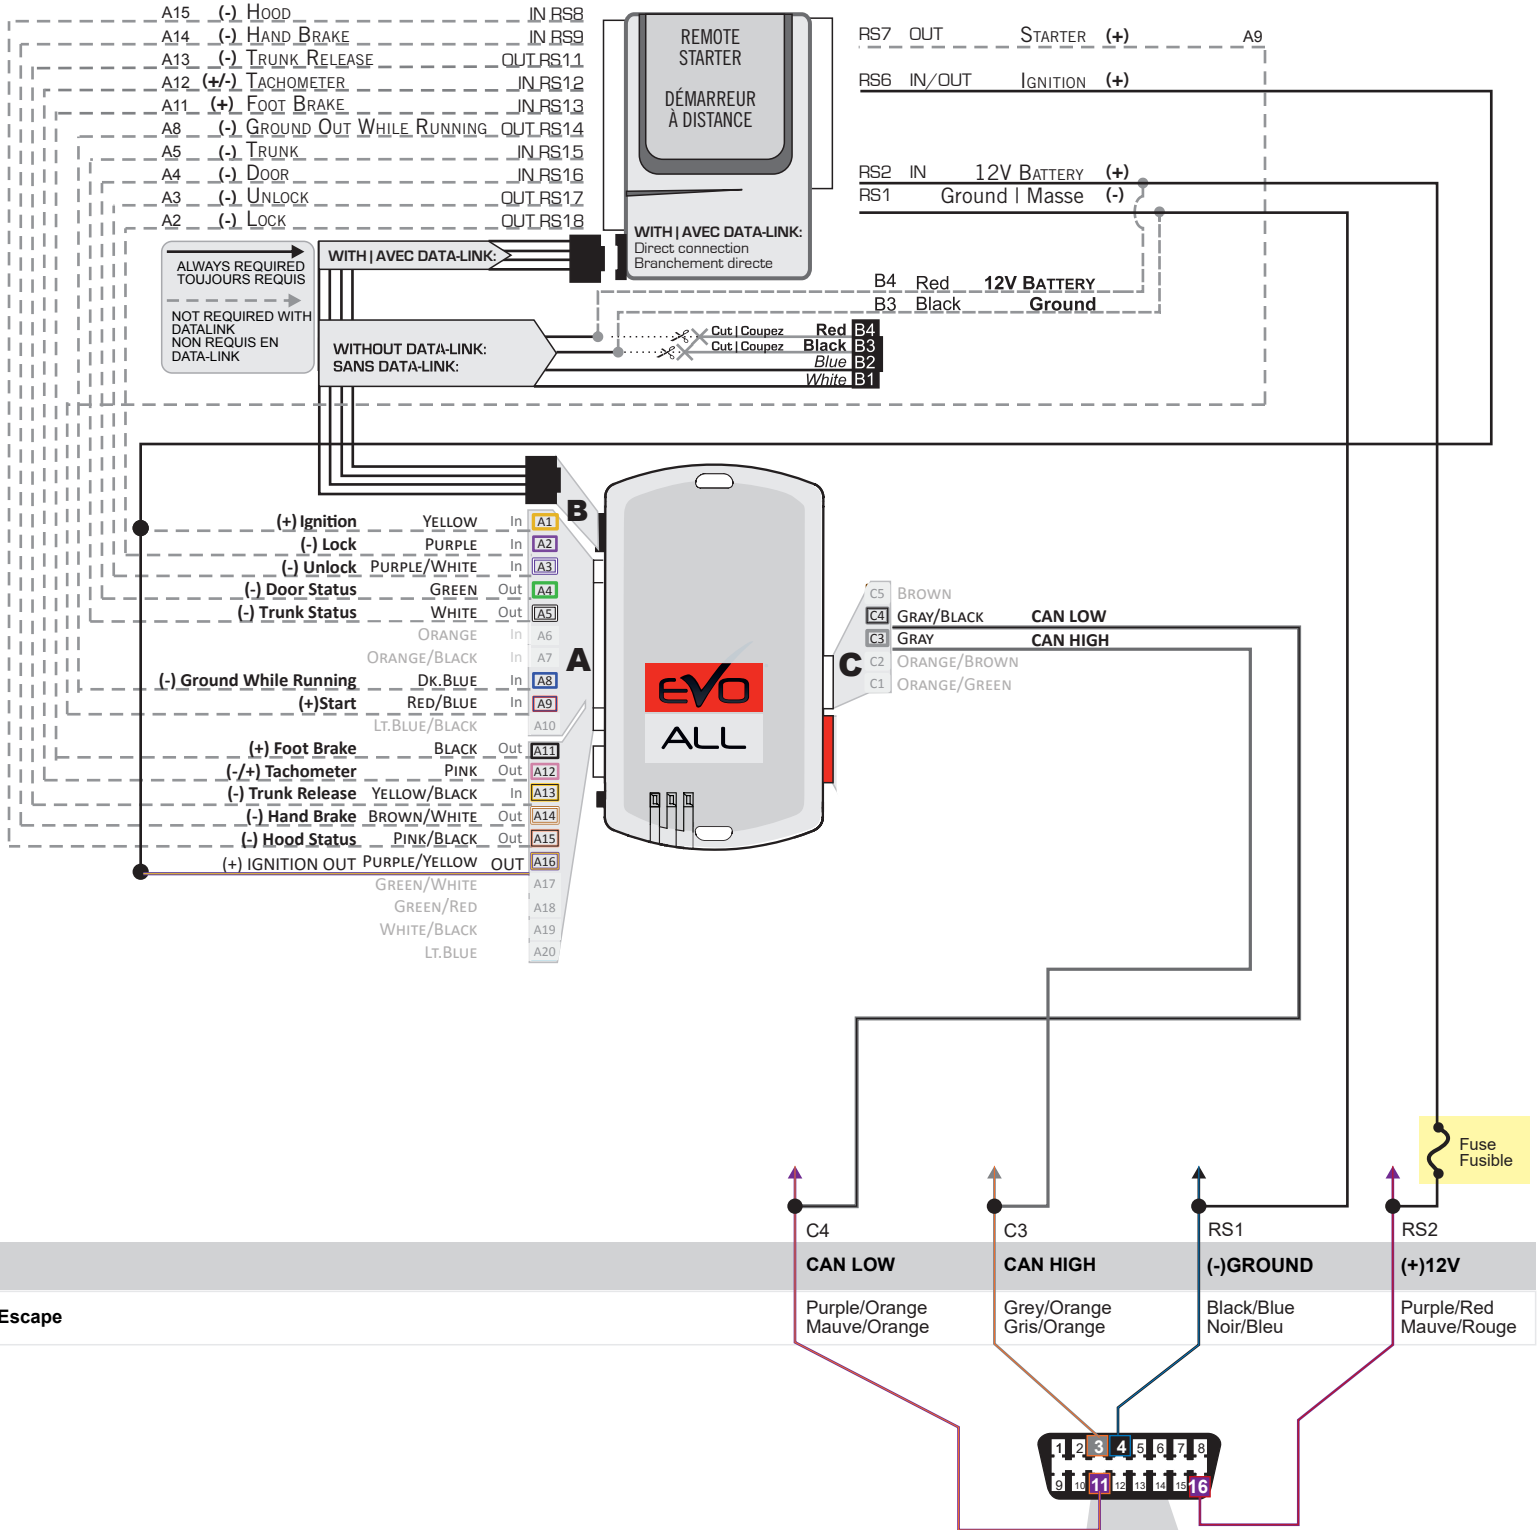 A15 (-) HOOD IN RS8
A14 (-) HAND BRAKE IN RS9
A13 (-) TRUNK RELEASE OUT RS11
A12 (+/-) TACHOMETER IN RS12
A11 (+) FOOT BRAKE IN RS13
A8 (-) GROUND OUT WHILE RUNNING OUT RS14
A5 (-) TRUNK IN RS15
A4 (-) DOOR IN RS16
A3 (-) UNLOCK OUT RS17
A2 (-) LOCK OUT RS18
REMOTE
STARTER
DÉMARREUR
À DISTANCE
WITH | AVEC DATA-LINK:
Direct connection
Branchement directe
RS7 OUT STARTER (+) A9
RS6 IN/OUT IGNITION (+)
RS2 IN 12V BATTERY (+)
RS1 Ground | Masse (-)
ALWAYS REQUIRED
TOUJOURS REQUIS
NOT REQUIRED WITH
DATALINK
NON REQUIS EN
DATA-LINK
WITH | AVEC DATA-LINK:
B4 Red 12V BATTERY
B3 Black Ground
WITHOUT DATA-LINK:
SANS DATA-LINK:
Cut | Coupez Red B4
Cut | Coupez Black B3
Blue B2
White B1
B
(+) Ignition YELLOW In A1
(-) Lock PURPLE In A2
(-) Unlock PURPLE/WHITE In A3
(-) Door Status GREEN Out A4
(-) Trunk Status WHITE Out A5
ORANGE In A6
ORANGE/BLACK In A7
(-) Ground While Running DK.BLUE In A8
(+)Start RED/BLUE In A9
LT.BLUE/BLACK A10
(+) Foot Brake BLACK Out A11
(-/+) Tachometer PINK Out A12
(-) Trunk Release YELLOW/BLACK In A13
(-) Hand Brake BROWN/WHITE Out A14
(-) Hood Status PINK/BLACK Out A15
(+) IGNITION OUT PURPLE/YELLOW OUT A16
GREEN/WHITE A17
GREEN/RED A18
WHITE/BLACK A19
LT.BLUE A20
A
EVO
ALL
C
C5 BROWN
C4 GRAY/BLACK CAN LOW
C3 GRAY CAN HIGH
C2 ORANGE/BROWN
C1 ORANGE/GREEN
Fuse
Fusible
C4 C3 RS1 RS2
CAN LOW CAN HIGH (-)GROUND (+)12V
Escape
Purple/Orange Grey/Orange Black/Blue Purple/Red
Mauve/Orange Gris/Orange Noir/Bleu Mauve/Rouge
1 2 3 4 5 6 7 8
9 10 11 12 13 14 15 16